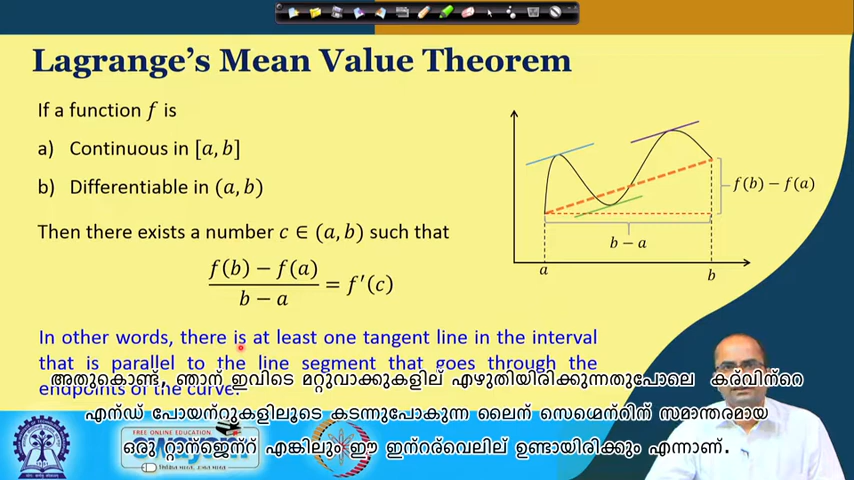 Lagrange's Mean Value Theorem
If a function f is
a) Continuous in [a, b]
b) Differentiable in (a, b)
Then there exists a number c ∈ (a, b) such that
f(b) − f(a)
b − a
= f′(c)
f(b) − f(a)
b − a
a
b
In other words, there is at least one tangent line in the interval
that is parallel to the line segment that goes through the
endpoints of the curve.
അതുകൊണ്ട്, ഞാന് ഇവിടെ മറ്റുവാക്കുകളില് എഴുതിയിരിക്കുന്നതുപോലെ കര്വിന്റെ
എന്ഡ് പോയന്റുകളിലൂടെ കടന്നുപോകുന്ന ലൈന് സെഗ്മെന്റിന് സമാന്തരമായ
ഒരു റ്റാന്ജെന്റ് എങ്കിലും ഈ ഇന്റര്വെലില് ഉണ്ടായിരിക്കും എന്നാണ്.
FREE ONLINE EDUCATION
swayam